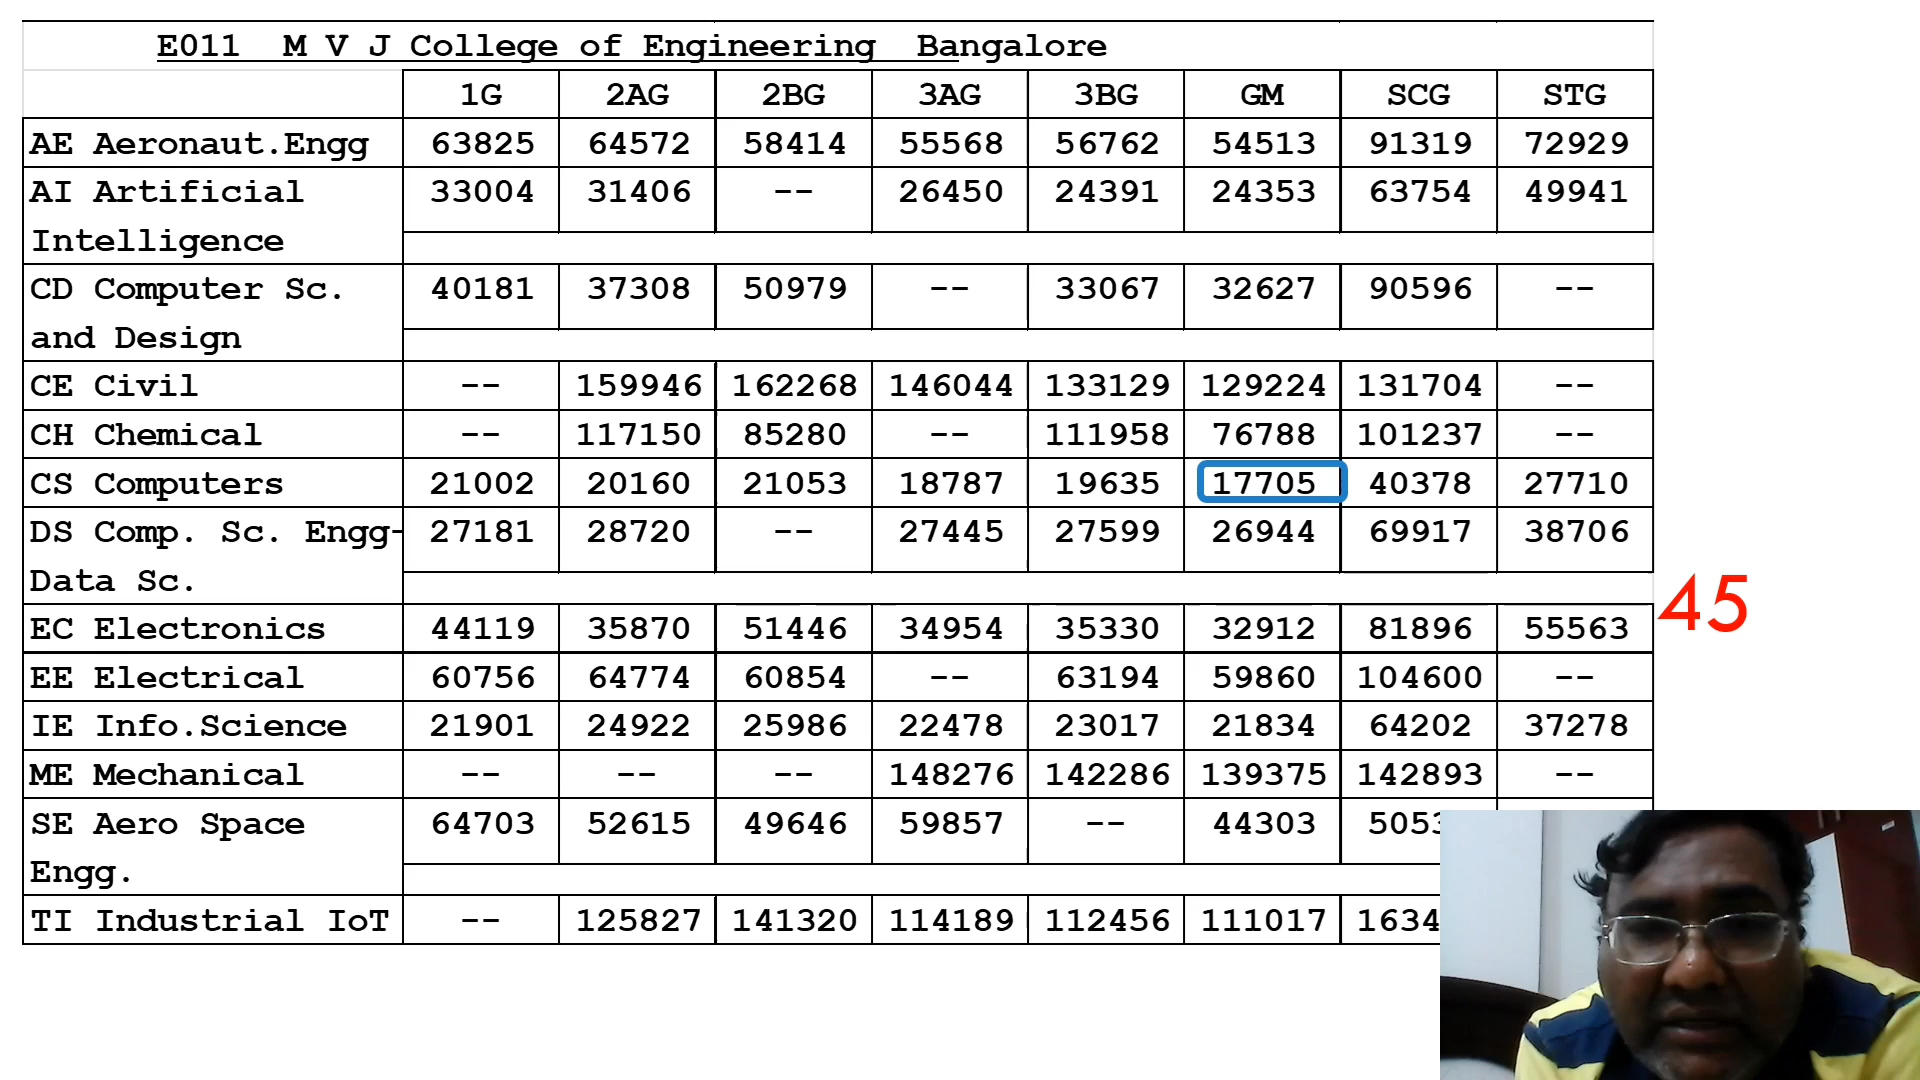 E011 M V J College of Engineering Bangalore
1G 2AG 2BG 3AG 3BG GM SCG STG
AE Aeronaut.Engg 63825 64572 58414 55568 56762 54513 91319 72929
AI Artificial 33004 31406 -- 26450 24391 24353 63754 49941
Intelligence
CD Computer Sc. 40181 37308 50979 -- 33067 32627 90596 --
and Design
CE Civil -- 159946 162268 146044 133129 129224 131704 --
CH Chemical -- 117150 85280 -- 111958 76788 101237 --
CS Computers 21002 20160 21053 18787 19635 17705 40378 27710
DS Comp. Sc. Engg- 27181 28720 -- 27445 27599 26944 69917 38706
Data Sc.
45
EC Electronics 44119 35870 51446 34954 35330 32912 81896 55563
EE Electrical 60756 64774 60854 -- 63194 59860 104600 --
IE Info.Science 21901 24922 25986 22478 23017 21834 64202 37278
ME Mechanical -- -- -- 148276 142286 139375 142893 --
SE Aero Space 64703 52615 49646 59857 -- 44303
Engg.
TI Industrial IoT -- 125827 141320 114189 112456 111017